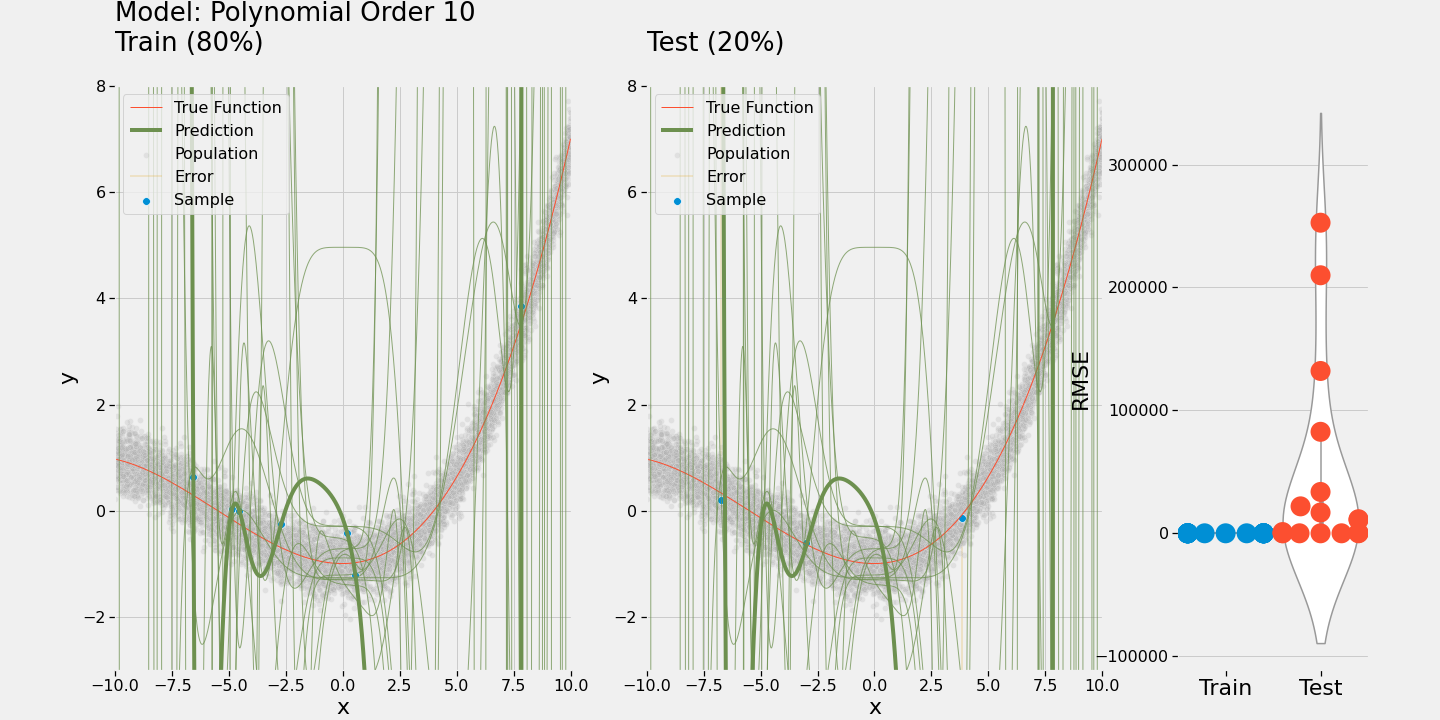 Model: Polynomial Order 10
Train (80%)
Test (20%)
8
6
4
2
0
−2
y
True Function
Prediction
Population
Error
Sample
−10.0 −7.5 −5.0 −2.5 0.0 2.5 5.0 7.5 10.0
x
8
6
4
2
0
−2
y
True Function
Prediction
Population
Error
Sample
−10.0 −7.5 −5.0 −2.5 0.0 2.5 5.0 7.5 10.0
x
RMSE
300000
200000
100000
0
−100000
Train Test